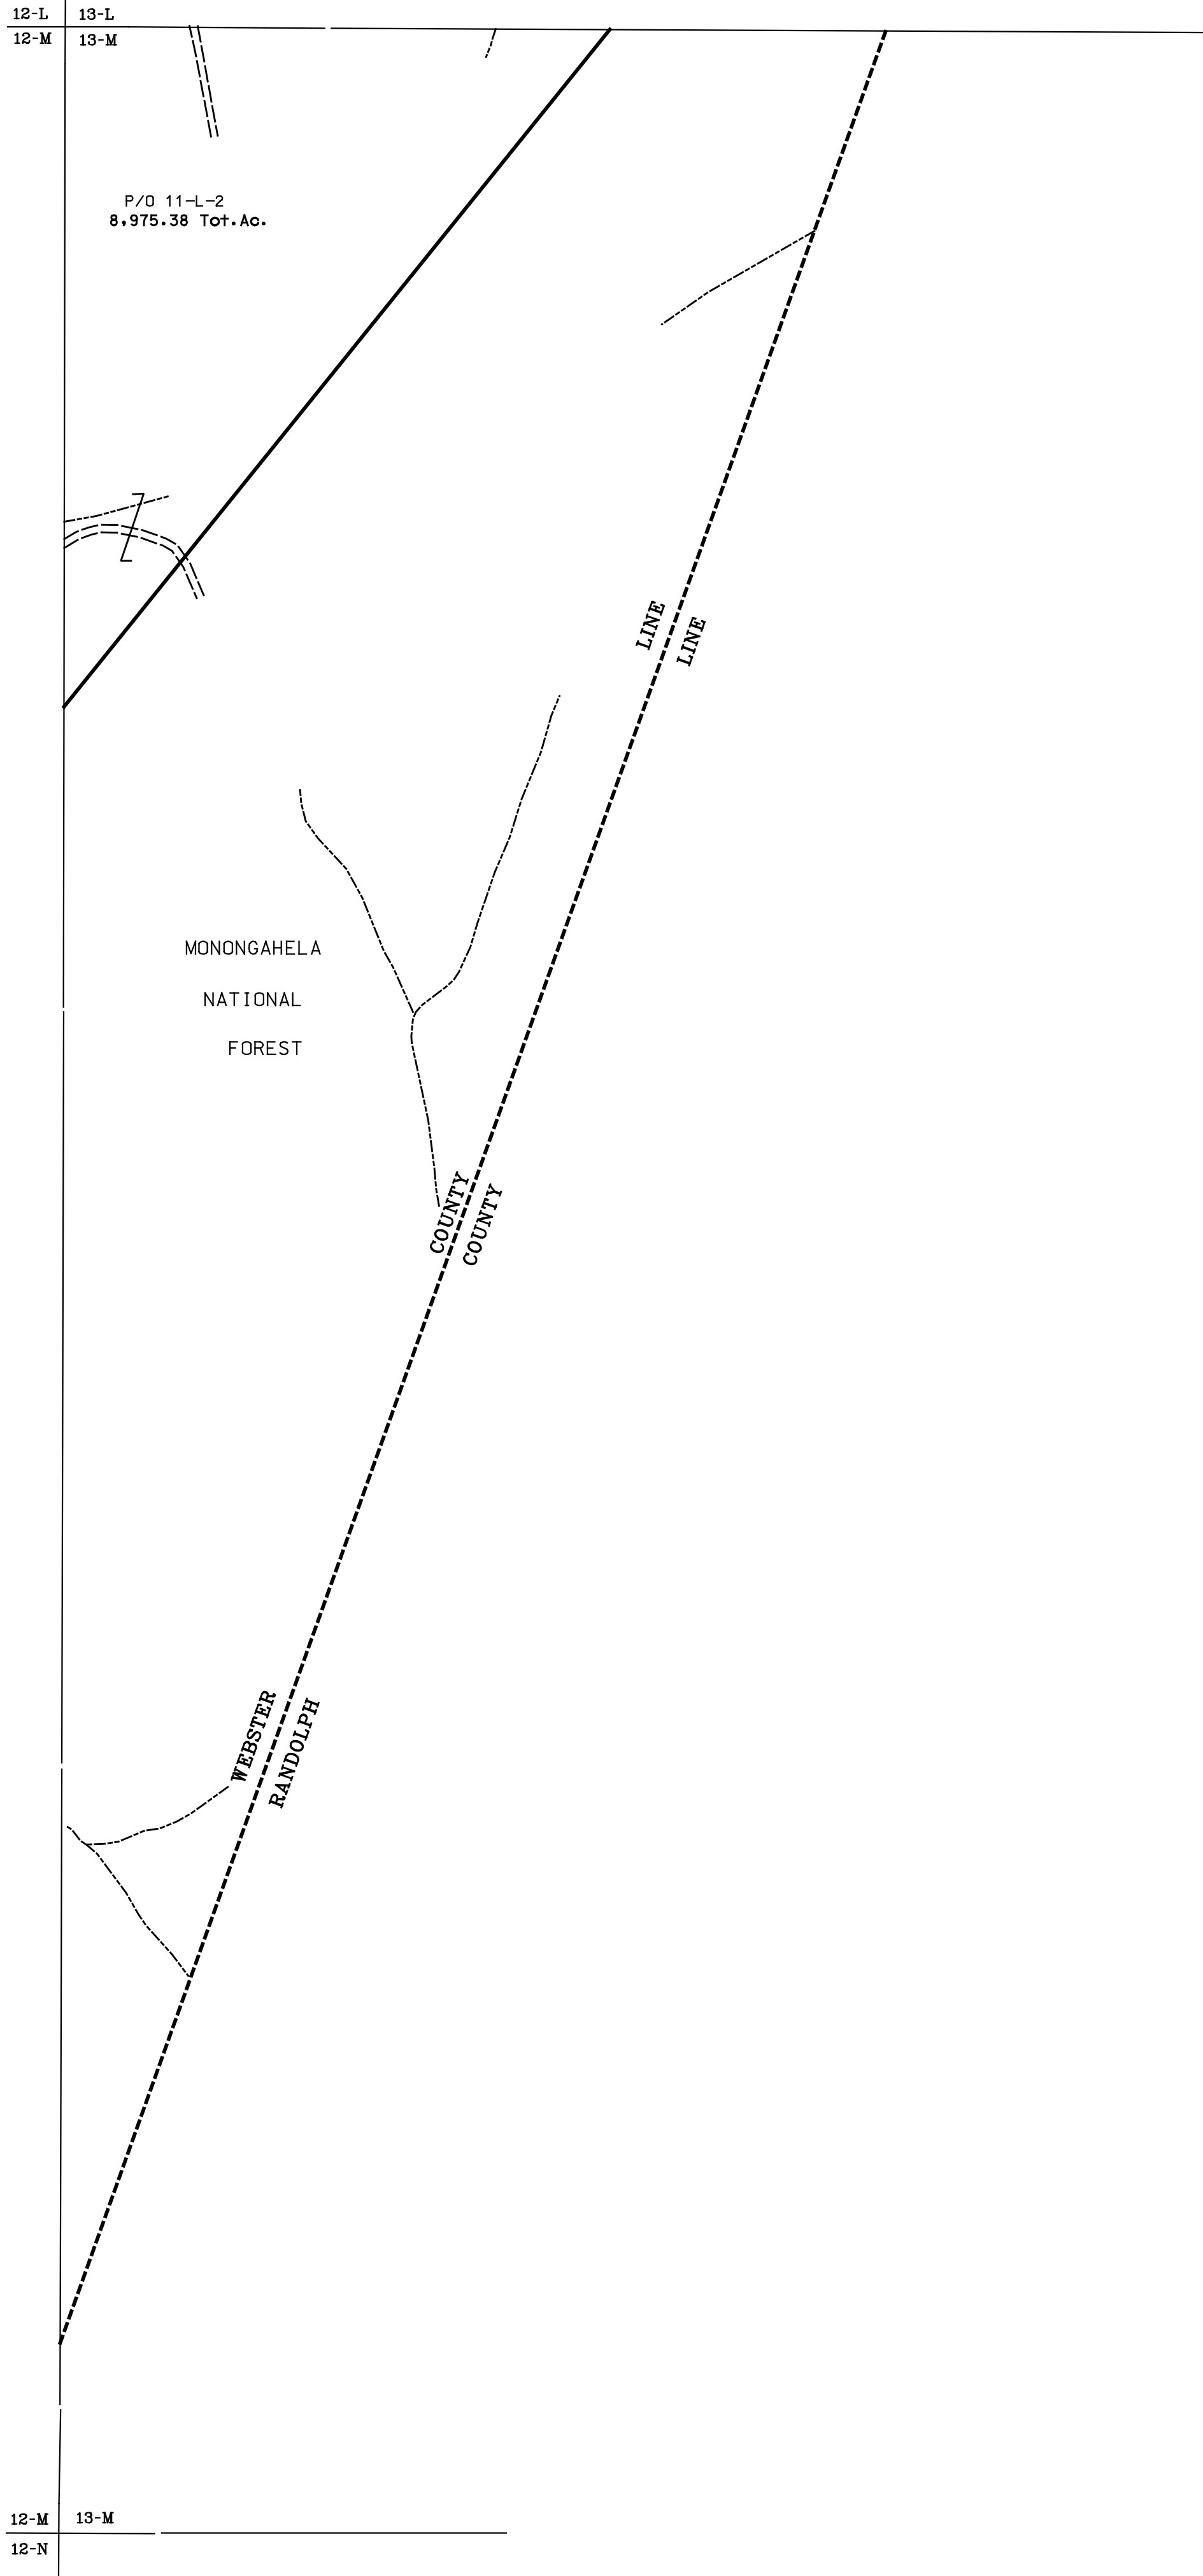 12-L 13-L
12-M 13-M
P/O 11-L-2
8,975.38 Tot.Ac.
LINE
LINE
MONONGAHELA
NATIONAL
FOREST
COUNTY
COUNTY
WEBSTER
RANDOLPH
12-M 13-M
12-N